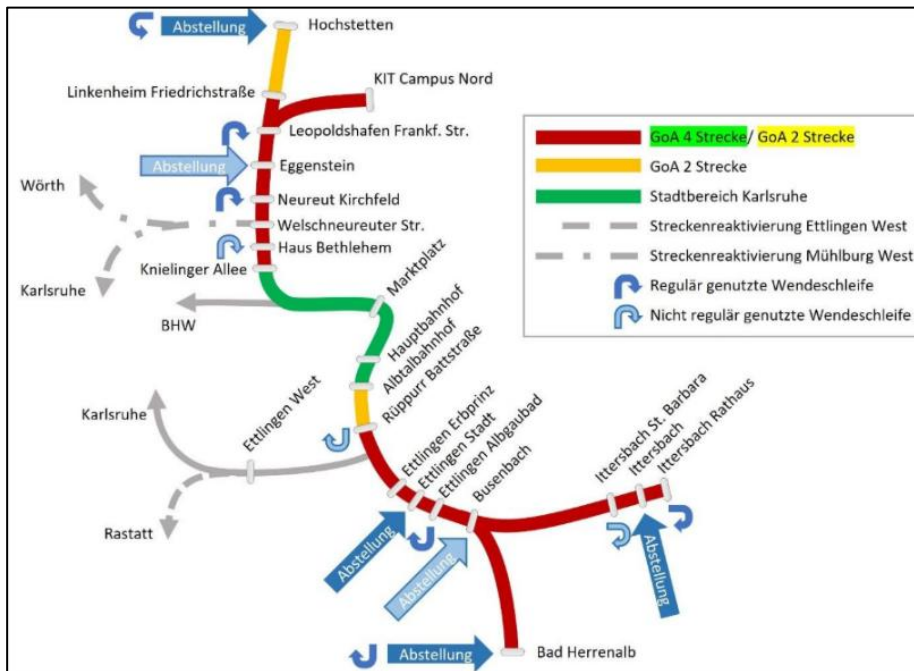 Abstellung
Hochstetten
KIT Campus Nord
Linkenheim Friedrichstraße
Leopoldshafen Frankf. Str.
Abstellung
Eggenstein
Wörth
Neureut Kirchfeld
Welschneureuter Str.
Haus Bethlehem
Knielinger Allee
Karlsruhe
BHW
Marktplatz
Hauptbahnhof
Albtalbahnhof
Rüppurr Battstraße
Karlsruhe
Ettlingen West
Rastatt
Ettlingen Erbprinz
Ettlingen Stadt
Ettlingen Albgaubad
Busenbach
Ittersbach St. Barbara
Ittersbach
Ittersbach Rathaus
Abstellung
Abstellung
Abstellung
Abstellung
Bad Herrenalb
GoA 4 Strecke/ GoA 2 Strecke
GoA 2 Strecke
Stadtbereich Karlsruhe
Streckenreaktivierung Ettlingen West
Streckenreaktivierung Mühlburg West
Regulär genutzte Wendeschleife
Nicht regulär genutzte Wendeschleife